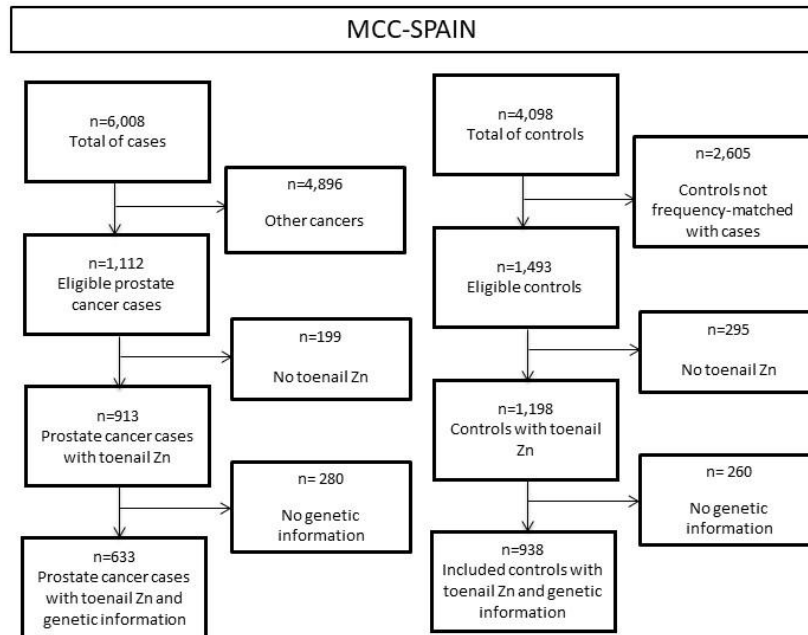 MCC-SPAIN
n=6,008
Total of cases
n=4,896
Other cancers
n=1,112
Eligible prostate
cancer cases
n=199
No toenail Zn
n=913
Prostate cancer cases
with toenail Zn
n= 280
No genetic
information
n=633
Prostate cancer cases
with toenail Zn and
genetic information
n=4,098
Total of controls
n=2,605
Controls not
frequency-matched
with cases
n=1,493
Eligible controls
n=295
No toenail Zn
n=1,198
Controls with toenail
Zn
n= 260
No genetic
information
n=938
Included controls with
toenail Zn and genetic
information